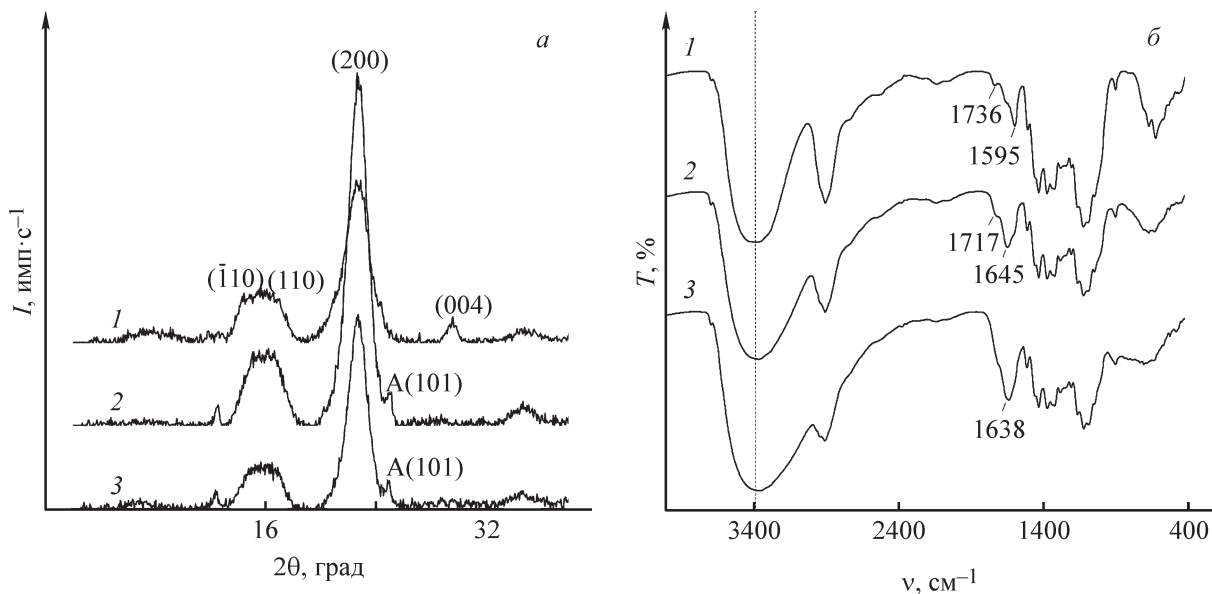 а
(200)
(1̄10)
(110)
(004)
1
A(101)
2
A(101)
3
I, имп·с⁻¹
16
32
2θ, град
б
1
1736
1595
2
1717
1645
3
1638
T, %
3400
2400
1400
400
ν, см⁻¹